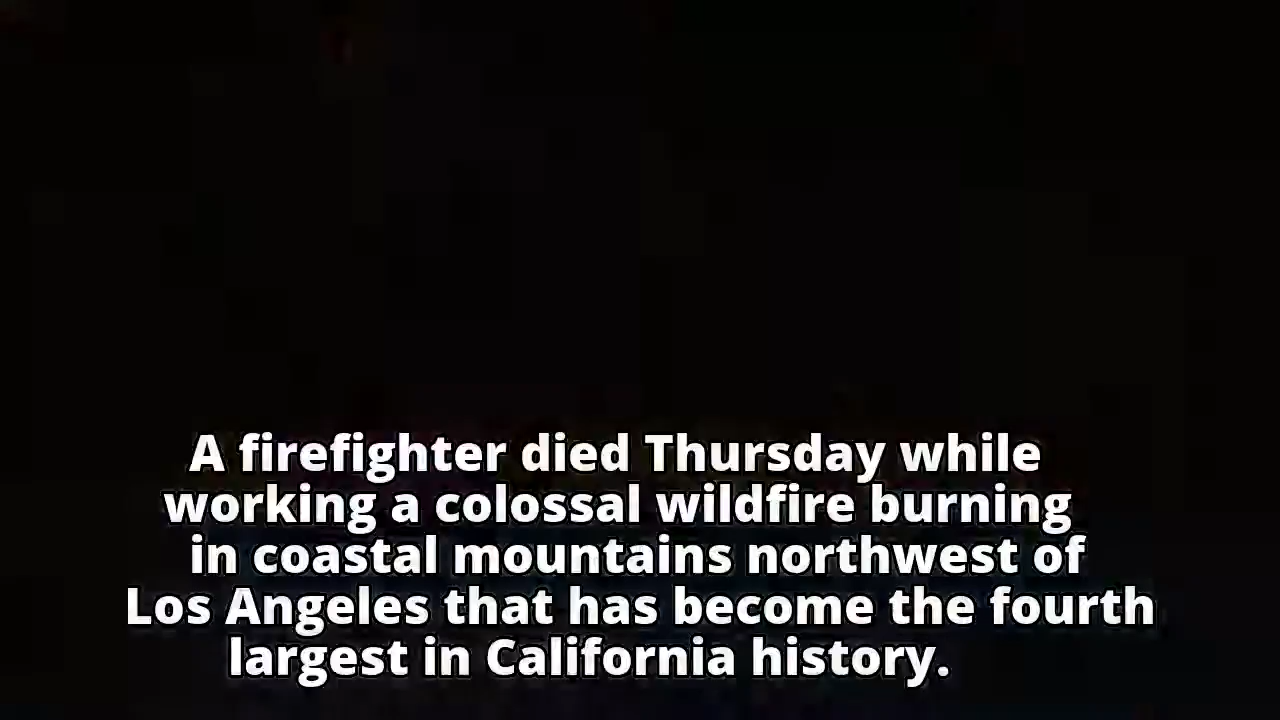 A firefighter died Thursday while
working a colossal wildfire burning
in coastal mountains northwest of
Los Angeles that has become the fourth
largest in California history.